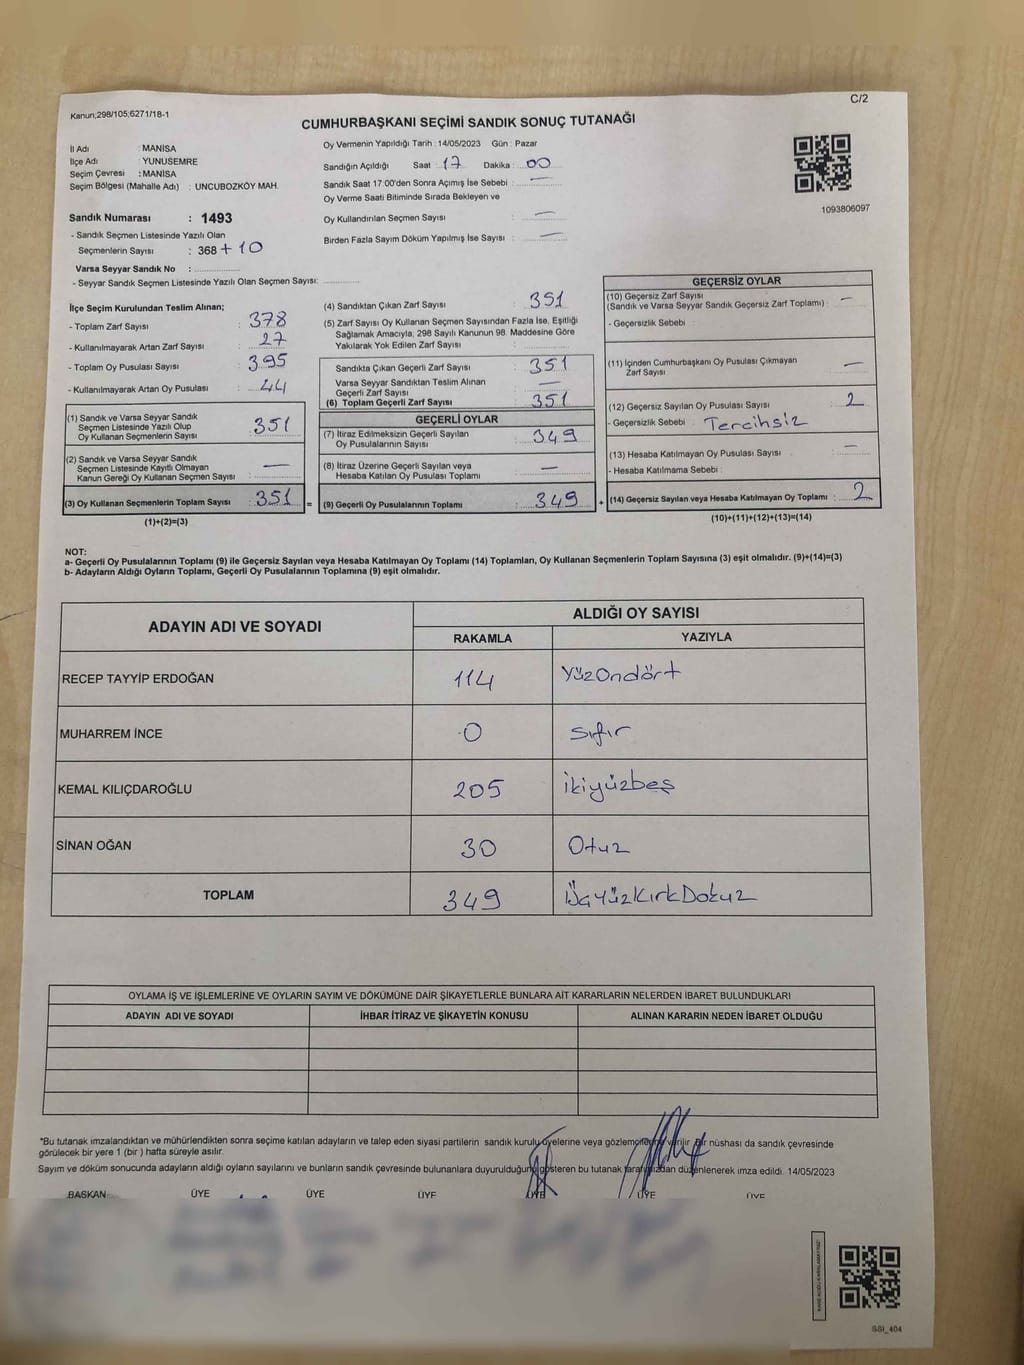 Kanun,298/105;6271/18-1
C/2
CUMHURBAŞKANI SEÇİMİ SANDIK SONUÇ TUTANAĞI
İl Adı : MANİSA
İlçe Adı : YUNUSEMRE
Seçim Çevresi : MANİSA
Seçim Bölgesi (Mahalle Adı) : UNCUBOZKÖY MAH.
Sandık Numarası : 1493
- Sandık Seçmen Listesinde Yazılı Olan
Seçmenlerin Sayısı : 368 + 10
Varsa Seyyar Sandık No :
- Seyyar Sandık Seçmen Listesinde Yazılı Olan Seçmen Sayısı:
Oy Vermenin Yapıldığı Tarih : 14/05/2023 Gün : Pazar
Sandığın Açıldığı Saat : 17 Dakika : 00
Sandık Saat 17:00'den Sonra Açımış İse Sebebi : —
Oy Verme Saati Bitiminde Sırada Bekleyen ve
Oy Kullandırılan Seçmen Sayısı : —
Birden Fazla Sayım Döküm Yapılmış İse Sayısı : —
1093806097
İlçe Seçim Kurulundan Teslim Alınan;
- Toplam Zarf Sayısı : 378
- Kullanılmayarak Artan Zarf Sayısı : 27
- Toplam Oy Pusulası Sayısı : 395
- Kullanılmayarak Artan Oy Pusulası : 44
(1) Sandık ve Varsa Seyyar Sandık
Seçmen Listesinde Yazılı Olup
Oy Kullanan Seçmenlerin Sayısı : 351
(2) Sandık ve Varsa Seyyar Sandık
Seçmen Listesinde Kayıtlı Olmayan
Kanun Gereği Oy Kullanan Seçmen Sayısı : —
(3) Oy Kullanan Seçmenlerin Toplam Sayısı : 351 =
(1)+(2)=(3)
(4) Sandıktan Çıkan Zarf Sayısı : 351
(5) Zarf Sayısı Oy Kullanan Seçmen Sayısından Fazla İse, Eşitliği
Sağlamak Amacıyla; 298 Sayılı Kanunun 98. Maddesine Göre
Yakılarak Yok Edilen Zarf Sayısı :
Sandıkta Çıkan Geçerli Zarf Sayısı : 351
Varsa Seyyar Sandıktan Teslim Alınan
Geçerli Zarf Sayısı : —
(6) Toplam Geçerli Zarf Sayısı : 351
GEÇERLİ OYLAR
(7) İtiraz Edilmeksizin Geçerli Sayılan
Oy Pusulalarının Sayısı : 349
(8) İtiraz Üzerine Geçerli Sayılan veya
Hesaba Katılan Oy Pusulası Toplamı : —
(9) Geçerli Oy Pusulalarının Toplamı : 349 +
GEÇERSİZ OYLAR
(10) Geçersiz Zarf Sayısı
(Sandık ve Varsa Seyyar Sandık Geçersiz Zarf Toplamı) : —
- Geçersizlik Sebebi :
(11) İçinden Cumhurbaşkanı Oy Pusulası Çıkmayan
Zarf Sayısı : —
(12) Geçersiz Sayılan Oy Pusulası Sayısı : 2
- Geçersizlik Sebebi : Tercihsiz
(13) Hesaba Katılmayan Oy Pusulası Sayısı : —
- Hesaba Katılmama Sebebi :
(14) Geçersiz Sayılan veya Hesaba Katılmayan Oy Toplamı : 2
(10)+(11)+(12)+(13)=(14)
NOT:
a- Geçerli Oy Pusulalarının Toplamı (9) ile Geçersiz Sayılan veya Hesaba Katılmayan Oy Toplamı (14) Toplamları, Oy Kullanan Seçmenlerin Toplam Sayısına (3) eşit olmalıdır. (9)+(14)=(3)
b- Adayların Aldığı Oyların Toplamı, Geçerli Oy Pusulalarının Toplamına (9) eşit olmalıdır.
ADAYIN ADI VE SOYADI ALDIĞI OY SAYISI
RAKAMLA YAZIYLA
RECEP TAYYİP ERDOĞAN 114 YüzOndört
MUHARREM İNCE 0 sıfır
KEMAL KILIÇDAROĞLU 205 ikiyüzbeş
SİNAN OĞAN 30 Otuz
TOPLAM 349 ÜçYüzKırkDokuz
OYLAMA İŞ VE İŞLEMLERİNE VE OYLARIN SAYIM VE DÖKÜMÜNE DAİR ŞİKAYETLERLE BUNLARA AİT KARARLARIN NELERDEN İBARET BULUNDUKLARI
ADAYIN ADI VE SOYADI İHBAR İTİRAZ VE ŞİKAYETİN KONUSU ALINAN KARARIN NEDEN İBARET OLDUĞU
*Bu tutanak imzalandıktan ve mühürlendikten sonra seçime katılan adayların ve talep eden siyasi partilerin sandık kurulu üyelerine veya gözlemcilerine verilir. Bir nüshası da sandık çevresinde
görülecek bir yere 1 (bir ) hafta süreyle asılır.
Sayım ve döküm sonucunda adayların aldığı oyların sayılarını ve bunların sandık çevresinde bulunanlara duyurulduğunu gösteren bu tutanak tarafımızdan düzenlenerek imza edildi. 14/05/2023
BAŞKAN ÜYE ÜYE ÜYE ÜYE ÜYE ÜYE
SSİ_404